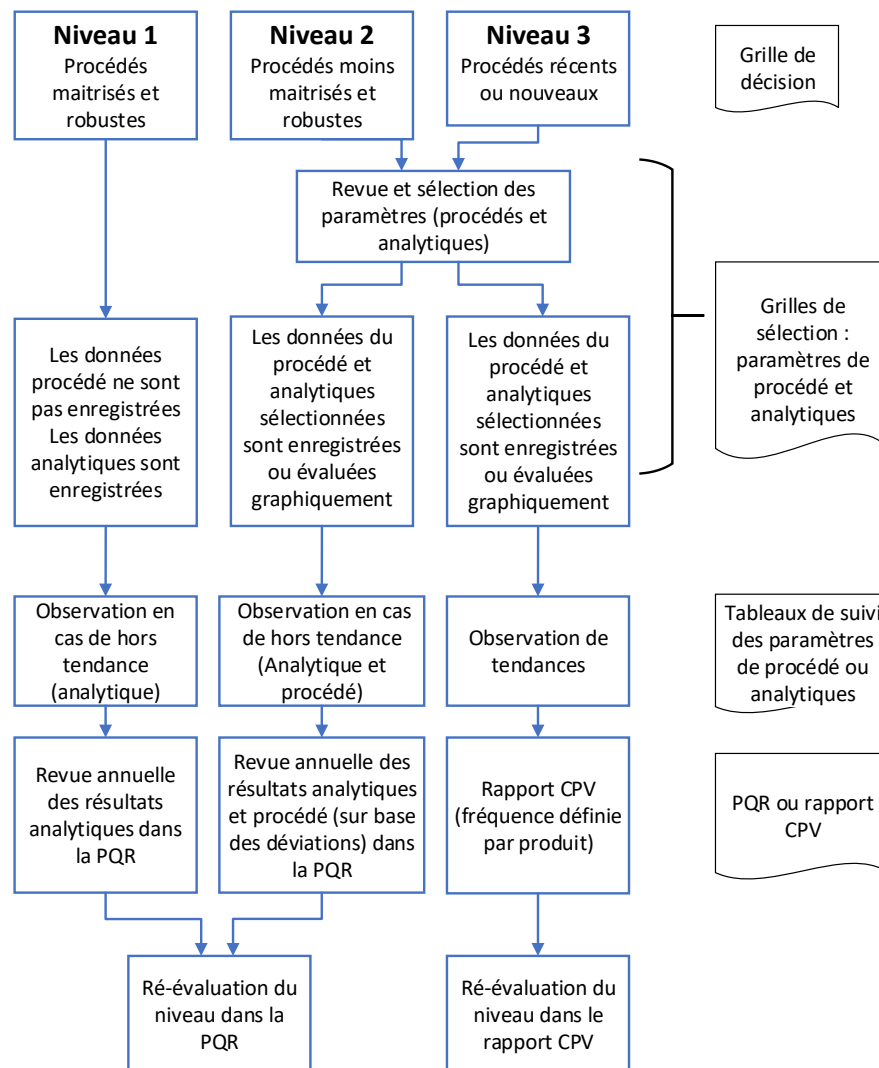 Niveau 1
Procédés
maitrisés et
robustes
Niveau 2
Procédés moins
maitrisés et
robustes
Niveau 3
Procédés récents
ou nouveaux
Grille de
décision
Revue et sélection des
paramètres (procédés et
analytiques)
Les données
procédé ne sont
pas enregistrées
Les données
analytiques sont
enregistrées
Les données du
procédé et
analytiques
sélectionnées
sont enregistrées
ou évaluées
graphiquement
Les données du
procédé et
analytiques
sélectionnées
sont enregistrées
ou évaluées
graphiquement
Grilles de
sélection :
paramètres de
procédé et
analytiques
Observation en
cas de hors
tendance
(analytique)
Observation en cas
de hors tendance
(Analytique et
procédé)
Observation de
tendances
Tableaux de suivi
des paramètres
de procédé ou
analytiques
Revue annuelle
des résultats
analytiques dans
la PQR
Revue annuelle des
résultats analytiques
et procédé (sur base
des déviations) dans
la PQR
Rapport CPV
(fréquence définie
par produit)
PQR ou rapport
CPV
Ré-évaluation du
niveau dans la
PQR
Ré-évaluation du
niveau dans le
rapport CPV